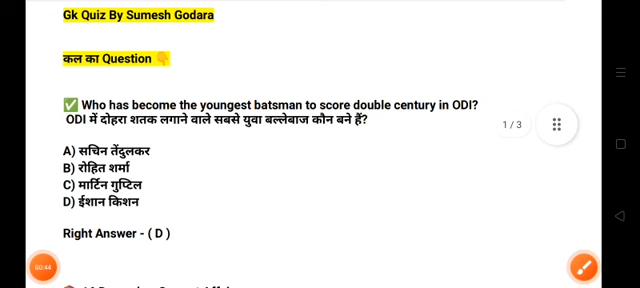 Gk Quiz By Sumesh Godara
कल का Question 👇
✅ Who has become the youngest batsman to score double century in ODI?
ODI में दोहरा शतक लगाने वाले सबसे युवा बल्लेबाज कौन बने हैं?
1 / 3
A) सचिन तेंदुलकर
B) रोहित शर्मा
C) मार्टिन गुप्टिल
D) ईशान किशन
Right Answer - ( D )
00:44